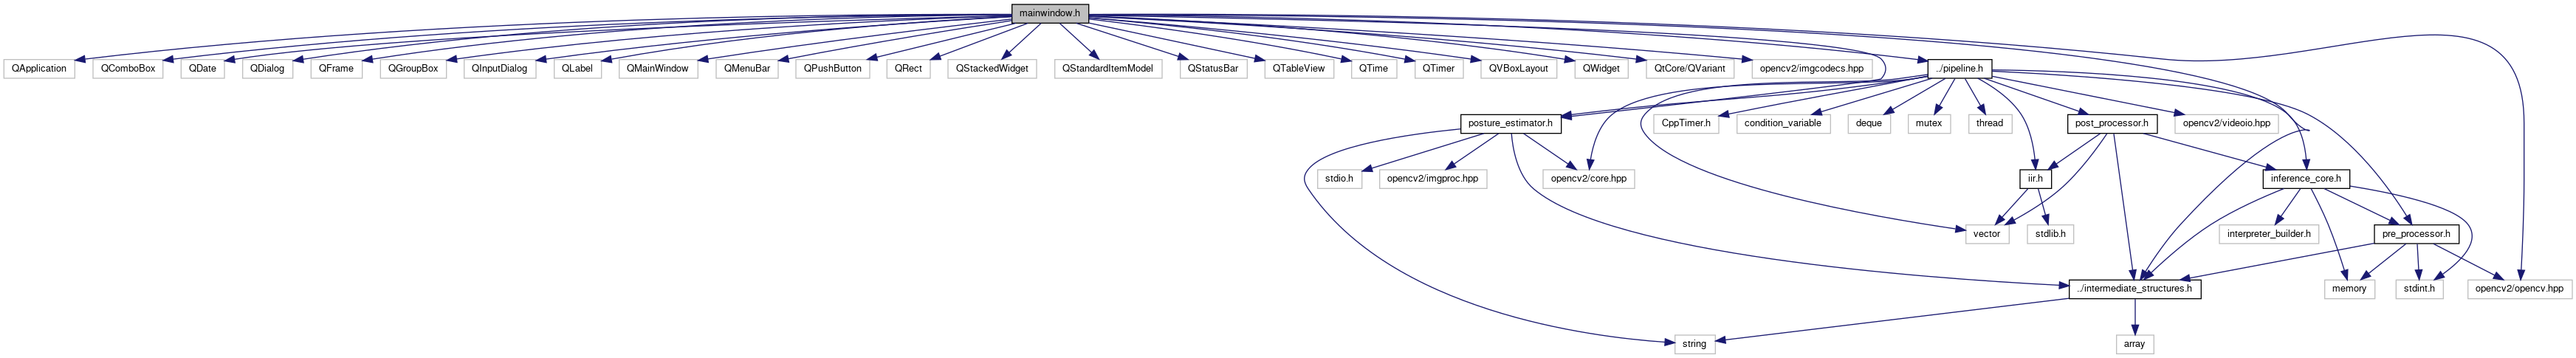 mainwindow.h
QApplication
QComboBox
QDate
QDialog
QFrame
QGroupBox
QInputDialog
QLabel
QMainWindow
QMenuBar
QPushButton
QRect
QStackedWidget
QStandardItemModel
QStatusBar
QTableView
QTime
QTimer
QVBoxLayout
QWidget
QtCore/QVariant
opencv2/imgcodecs.hpp
../pipeline.h
posture_estimator.h
CppTimer.h
condition_variable
deque
mutex
thread
post_processor.h
opencv2/videoio.hpp
stdio.h
opencv2/imgproc.hpp
opencv2/core.hpp
iir.h
inference_core.h
vector
stdlib.h
interpreter_builder.h
pre_processor.h
../intermediate_structures.h
memory
stdint.h
opencv2/opencv.hpp
string
array